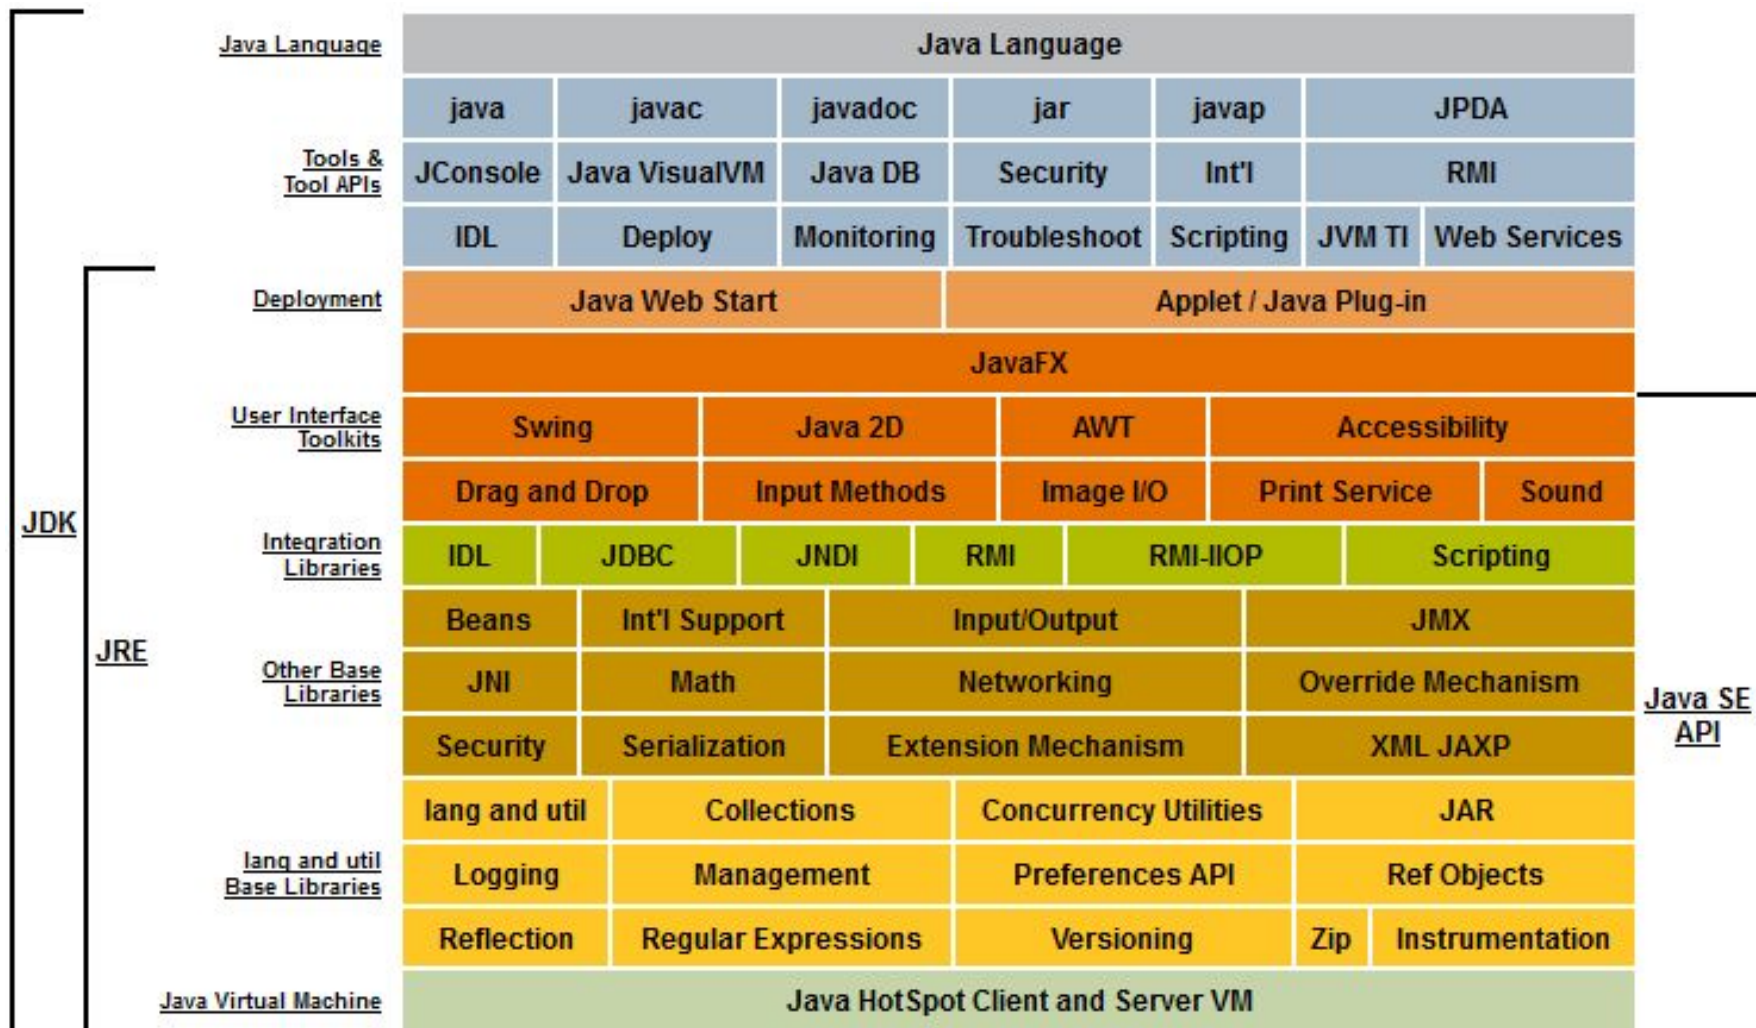 Java Language
Java Language
java javac javadoc jar javap JPDA
Tools &
Tool APIs
JConsole Java VisualVM Java DB Security Int'l RMI
IDL Deploy Monitoring Troubleshoot Scripting JVM TI Web Services
Deployment
Java Web Start Applet / Java Plug-in
JavaFX
User Interface
Toolkits
Swing Java 2D AWT Accessibility
Drag and Drop Input Methods Image I/O Print Service Sound
JDK
Integration
Libraries
IDL JDBC JNDI RMI RMI-IIOP Scripting
Beans Int'l Support Input/Output JMX
JRE
Other Base
Libraries
JNI Math Networking Override Mechanism
Java SE
API
Security Serialization Extension Mechanism XML JAXP
lang and util Collections Concurrency Utilities JAR
lang and util
Base Libraries
Logging Management Preferences API Ref Objects
Reflection Regular Expressions Versioning Zip Instrumentation
Java Virtual Machine
Java HotSpot Client and Server VM